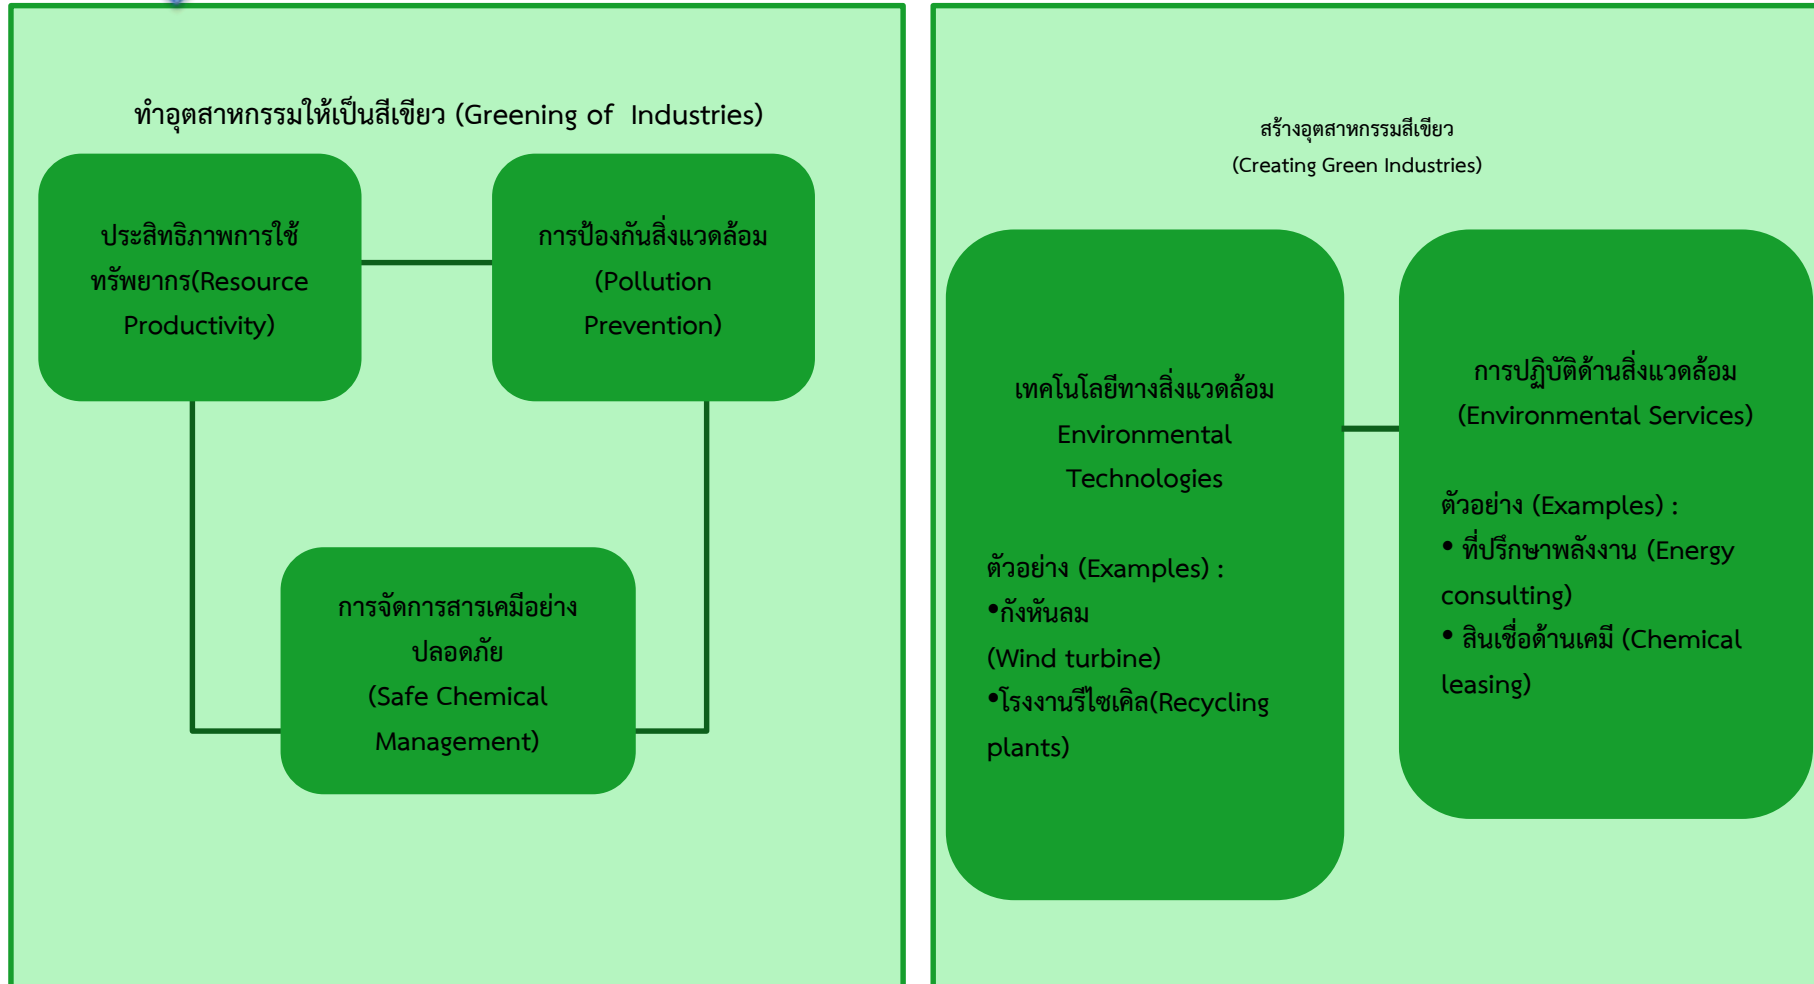 ทำอุตสาหกรรมให้เป็นสีเขียว (Greening of  Industries)
ประสิทธิภาพการใช้
ทรัพยากร(Resource
Productivity)
การป้องกันสิ่งแวดล้อม
(Pollution
Prevention)
การจัดการสารเคมีอย่าง
ปลอดภัย
(Safe Chemical
Management)
สร้างอุตสาหกรรมสีเขียว
(Creating Green Industries)
เทคโนโลยีทางสิ่งแวดล้อม
Environmental
Technologies
ตัวอย่าง (Examples) :
•กังหันลม
(Wind turbine)
•โรงงานรีไซเคิล(Recycling
plants)
การปฏิบัติด้านสิ่งแวดล้อม
(Environmental Services)
ตัวอย่าง (Examples) :
• ที่ปรึกษาพลังงาน (Energy
consulting)
• สินเชื่อด้านเคมี (Chemical
leasing)